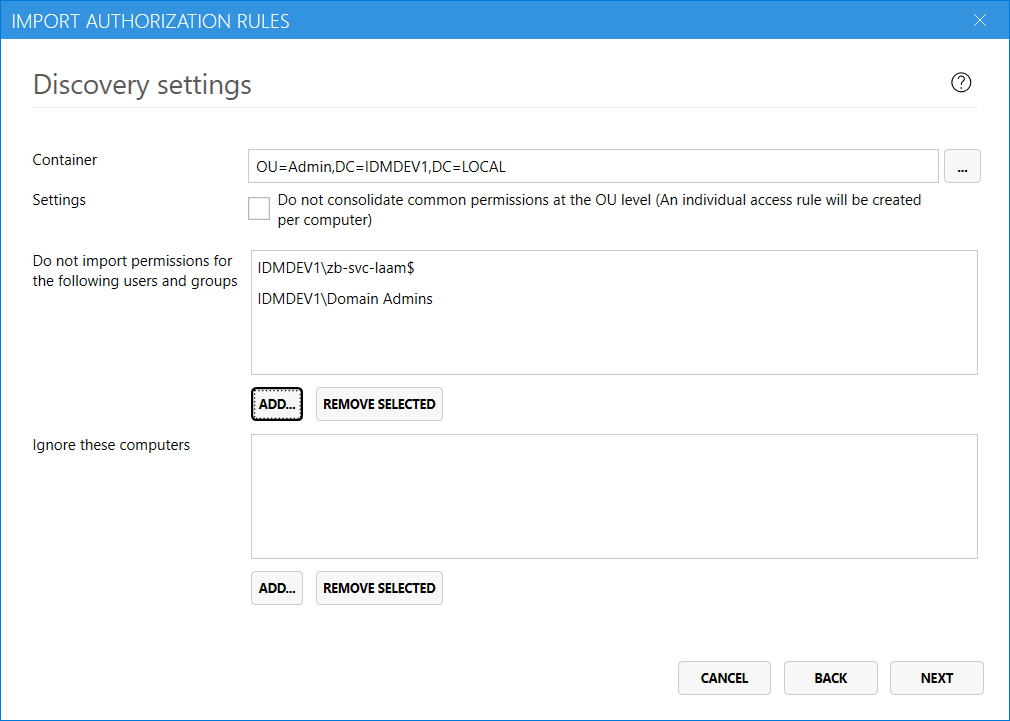 IMPORT AUTHORIZATION RULES
Discovery settings
?
Container
OU=Admin,DC=IDMDEV1,DC=LOCAL
...
Settings
Do not consolidate common permissions at the OU level (An individual access rule will be created
per computer)
Do not import permissions for
the following users and groups
IDMDEV1\zb-svc-laam$
IDMDEV1\Domain Admins
ADD...
REMOVE SELECTED
Ignore these computers
ADD...
REMOVE SELECTED
CANCEL
BACK
NEXT